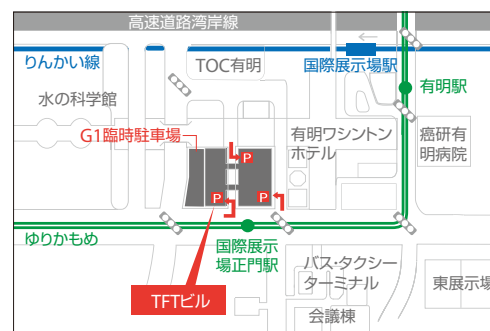 高速道路湾岸線
りんかい線
TOC有明
国際展示場駅
水の科学館
有明駅
G1臨時駐車場
有明ワシントン
ホテル
癌研有
明病院
P
P
P
ゆりかもめ
国際展示
場正門駅
バス・タクシー
ターミナル
東展示場
TFTビル
会議棟